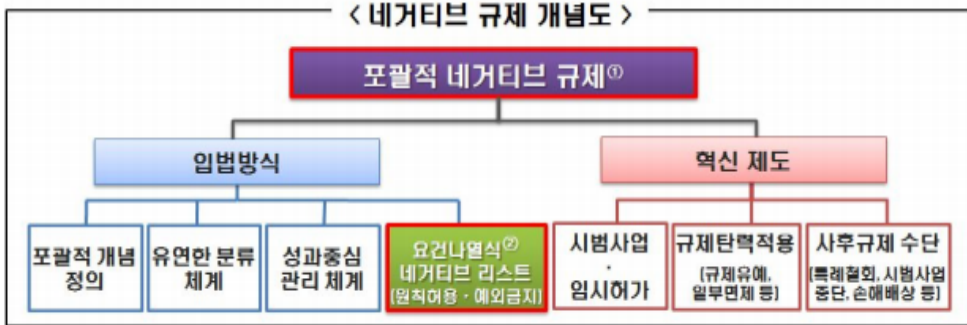 < 네거티브 규제 개념도 >
포괄적 네거티브 규제①
입법방식
혁신 제도
포괄적 개념
정의
유연한 분류
체계
성과중심
관리 체계
요건나열식②
네거티브 리스트
(원칙허용·예외금지)
시범사업
·
임시허가
규제탄력적용
(규제유예,
일부면제 등)
사후규제 수단
(특례철회, 시범사업
중단, 손해배상 등)